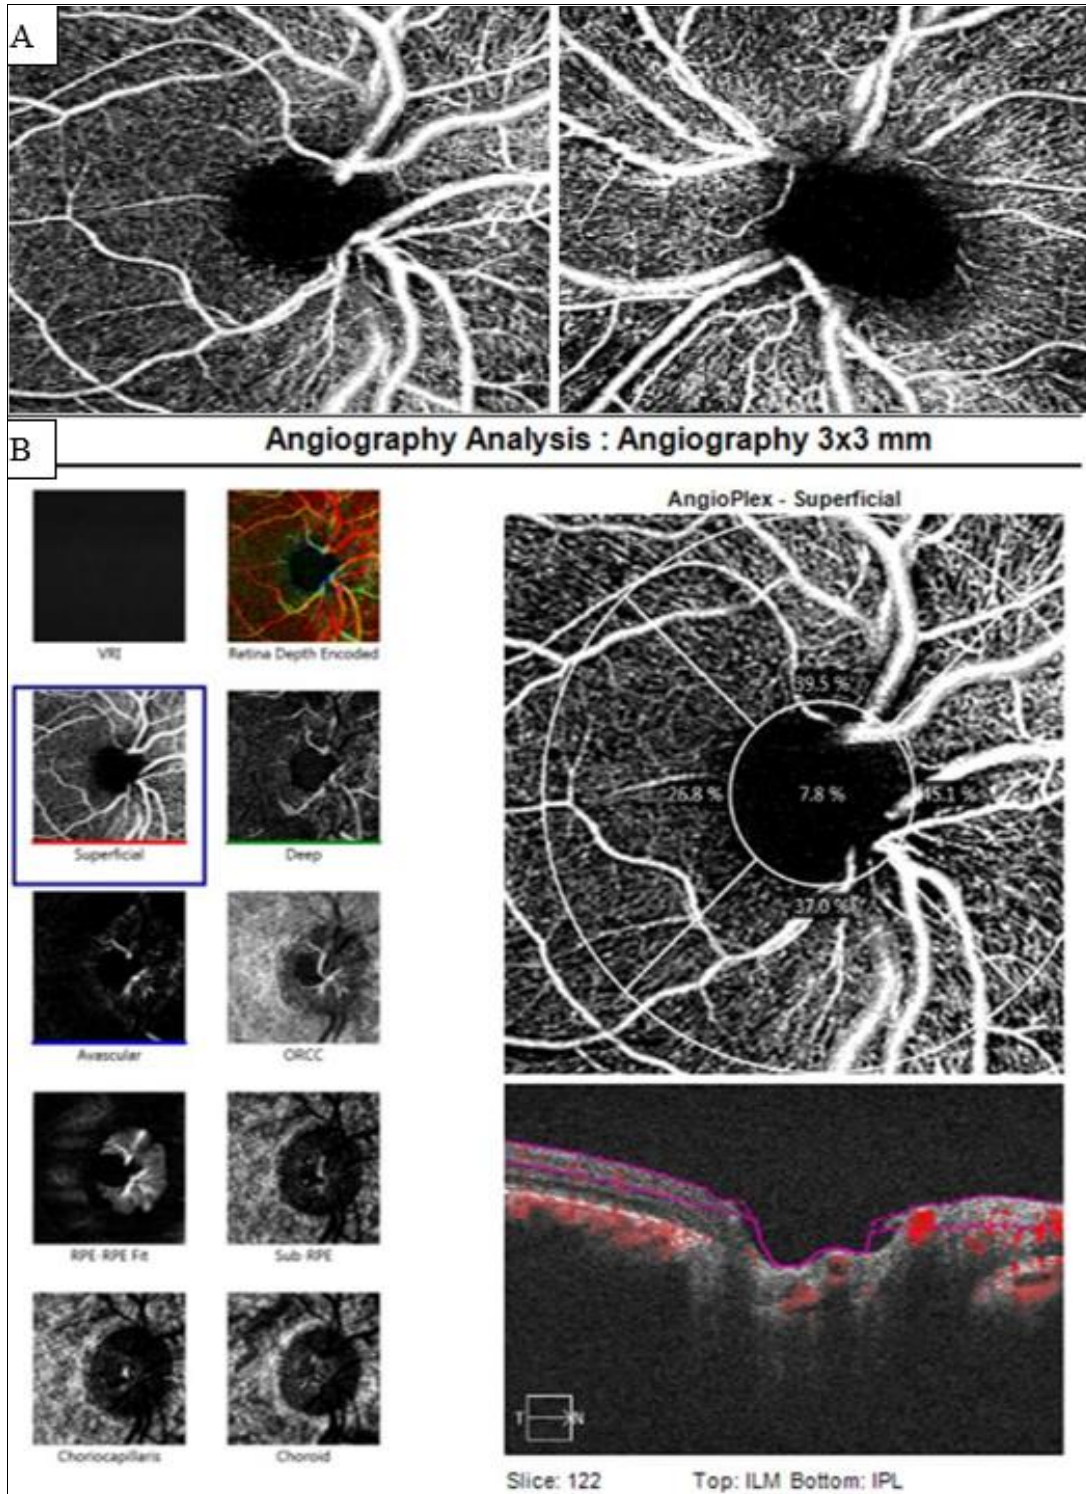 A
B
Angiography Analysis : Angiography 3x3 mm
AngioPlex - Superficial
VRI
Retina Depth Encoded
39.5 %
26.8 %
7.8 %
45.1 %
37.0 %
Superficial
Deep
Avascular
ORCC
RPE-RPE Fit
Sub-RPE
T
N
Choriocapillaris
Choroid
Slice: 122
Top: ILM Bottom: IPL